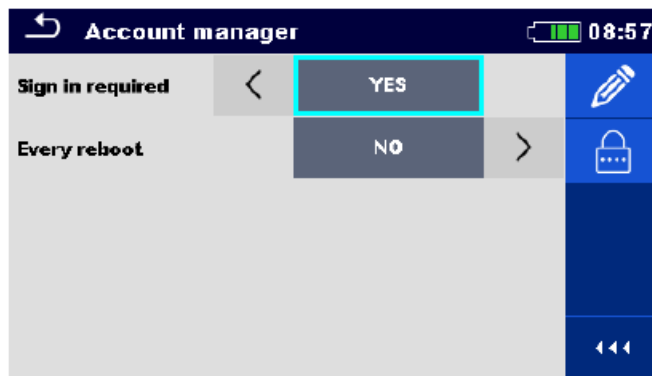 Account manager 08:57
Sign in required YES
Every reboot NO